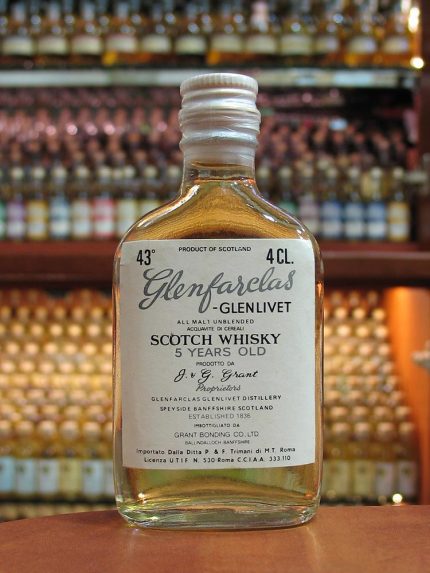 43° PRODUCT OF SCOTLAND 4 CL.
Glenfarclas
-GLENLIVET
ALL MALT UNBLENDED
ACQUAVITE DI CEREALI
SCOTCH WHISKY
5 YEARS OLD
PRODOTTO DA
J. & G. Grant
Proprietors
GLENFARCLAS GLENLIVET DISTILLERY
SPEYSIDE BANFFSHIRE SCOTLAND
ESTABLISHED 1836
IMBOTTIGLIATO DA
GRANT BONDING CO., LTD
BALLINDALLOCH BANFFSHIRE
Importato Dalla Ditta P. & F. Trimani di M.T. Roma
Licenza U T I F N. 530 Roma C.C.I.A.A. 333.110